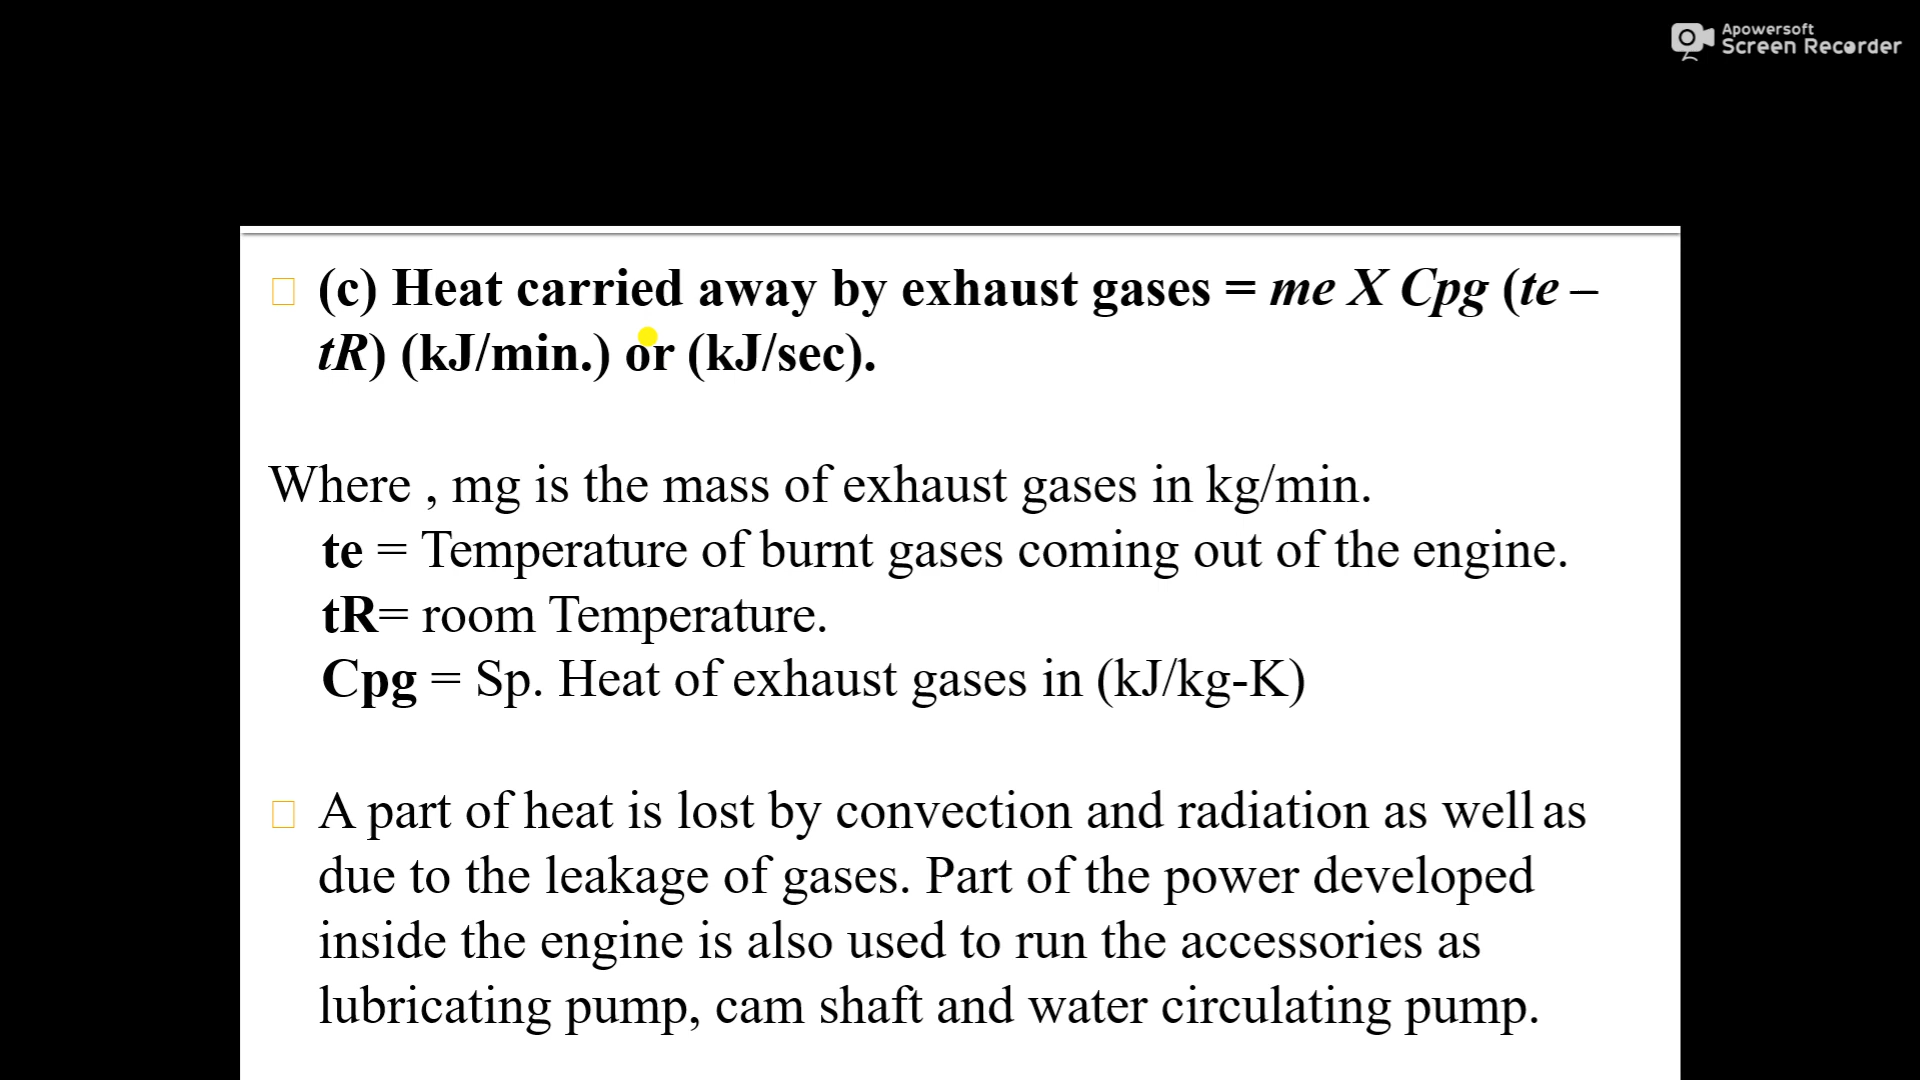 Apowersoft
Screen Recorder
(c) Heat carried away by exhaust gases = me X Cpg (te –
tR) (kJ/min.) or (kJ/sec).
Where , mg is the mass of exhaust gases in kg/min.
te = Temperature of burnt gases coming out of the engine.
tR= room Temperature.
Cpg = Sp. Heat of exhaust gases in (kJ/kg-K)
A part of heat is lost by convection and radiation as well as
due to the leakage of gases. Part of the power developed
inside the engine is also used to run the accessories as
lubricating pump, cam shaft and water circulating pump.